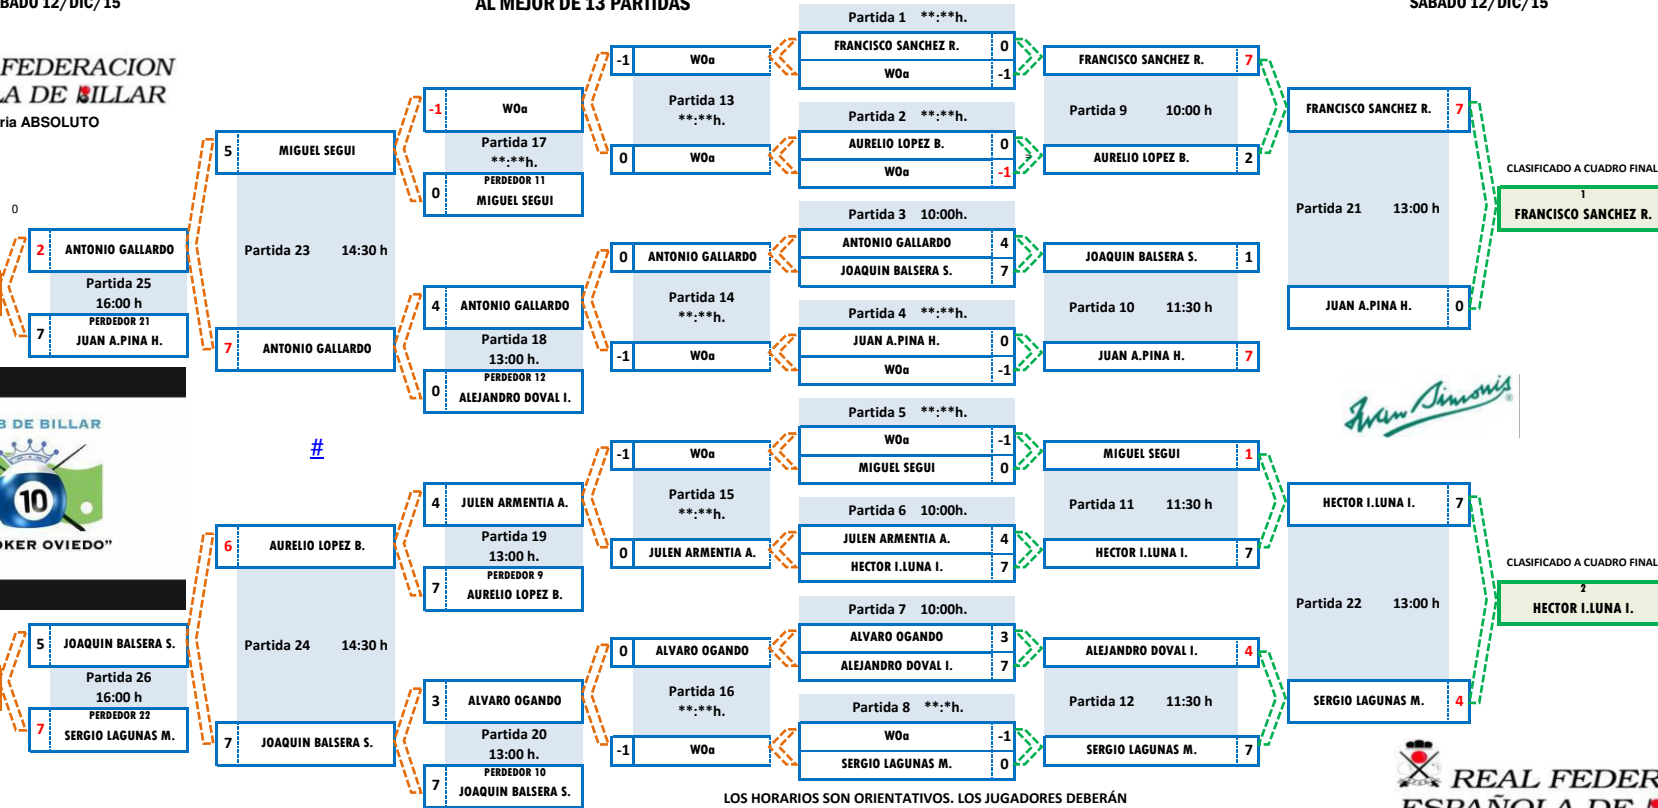 BADO 12/DIC/15
AL MEJOR DE 13 PARTIDAS
SABADO 12/DIC/15
FEDERACION
LA DE BILLAR
ria ABSOLUTO
0
2 ANTONIO GALLARDO
Partida 25
16:00 h
PERDEDOR 21
7 JUAN A.PINA H.
B DE BILLAR
10
KER OVIEDO”
5 JOAQUIN BALSERA S.
Partida 26
16:00 h
PERDEDOR 22
7 SERGIO LAGUNAS M.
5 MIGUEL SEGUI
Partida 23 14:30 h
7 ANTONIO GALLARDO
#
6 AURELIO LOPEZ B.
Partida 24 14:30 h
7 JOAQUIN BALSERA S.
-1 WOa
Partida 17
**:**h.
PERDEDOR 11
0 MIGUEL SEGUI
4 ANTONIO GALLARDO
Partida 18
13:00 h.
PERDEDOR 12
0 ALEJANDRO DOVAL I.
4 JULEN ARMENTIA A.
Partida 19
13:00 h.
PERDEDOR 9
7 AURELIO LOPEZ B.
3 ALVARO OGANDO
Partida 20
13:00 h.
PERDEDOR 10
7 JOAQUIN BALSERA S.
-1 WOa
Partida 13
**:**h.
0 WOa
0 ANTONIO GALLARDO
Partida 14
**:**h.
-1 WOa
-1 WOa
Partida 15
**:**h.
0 JULEN ARMENTIA A.
0 ALVARO OGANDO
Partida 16
**:**h.
-1 WOa
Partida 1 **:**h.
FRANCISCO SANCHEZ R. 0
WOa -1
Partida 2 **:**h.
AURELIO LOPEZ B. 0
WOa -1
Partida 3 10:00h.
ANTONIO GALLARDO 4
JOAQUIN BALSERA S. 7
Partida 4 **:**h.
JUAN A.PINA H. 0
WOa -1
Partida 5 **:**h.
WOa -1
MIGUEL SEGUI 0
Partida 6 10:00h.
JULEN ARMENTIA A. 4
HECTOR I.LUNA I. 7
Partida 7 10:00h.
ALVARO OGANDO 3
ALEJANDRO DOVAL I. 7
Partida 8 **:*h.
WOa -1
SERGIO LAGUNAS M. 0
FRANCISCO SANCHEZ R. 7
Partida 9 10:00 h
AURELIO LOPEZ B. 2
JOAQUIN BALSERA S. 1
Partida 10 11:30 h
JUAN A.PINA H. 7
MIGUEL SEGUI 1
Partida 11 11:30 h
HECTOR I.LUNA I. 7
ALEJANDRO DOVAL I. 4
Partida 12 11:30 h
SERGIO LAGUNAS M. 7
FRANCISCO SANCHEZ R. 7
Partida 21 13:00 h
JUAN A.PINA H. 0
Iwan Simonis ®
HECTOR I.LUNA I. 7
Partida 22 13:00 h
SERGIO LAGUNAS M. 4
CLASIFICADO A CUADRO FINAL
1
FRANCISCO SANCHEZ R.
CLASIFICADO A CUADRO FINAL
2
HECTOR I.LUNA I.
LOS HORARIOS SON ORIENTATIVOS. LOS JUGADORES DEBERÁN
REAL FEDER
ESPAÑOLA DE